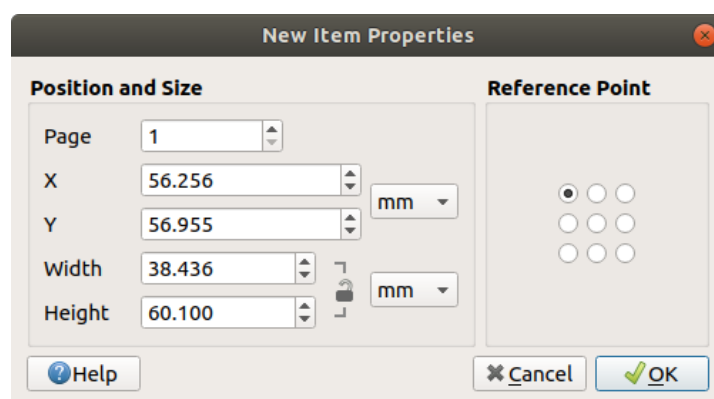 New Item Properties
Position and Size
Reference Point
Page 1
X 56.256
mm
Y 56.955
Width 38.436
mm
Height 60.100
?Help
Cancel
OK